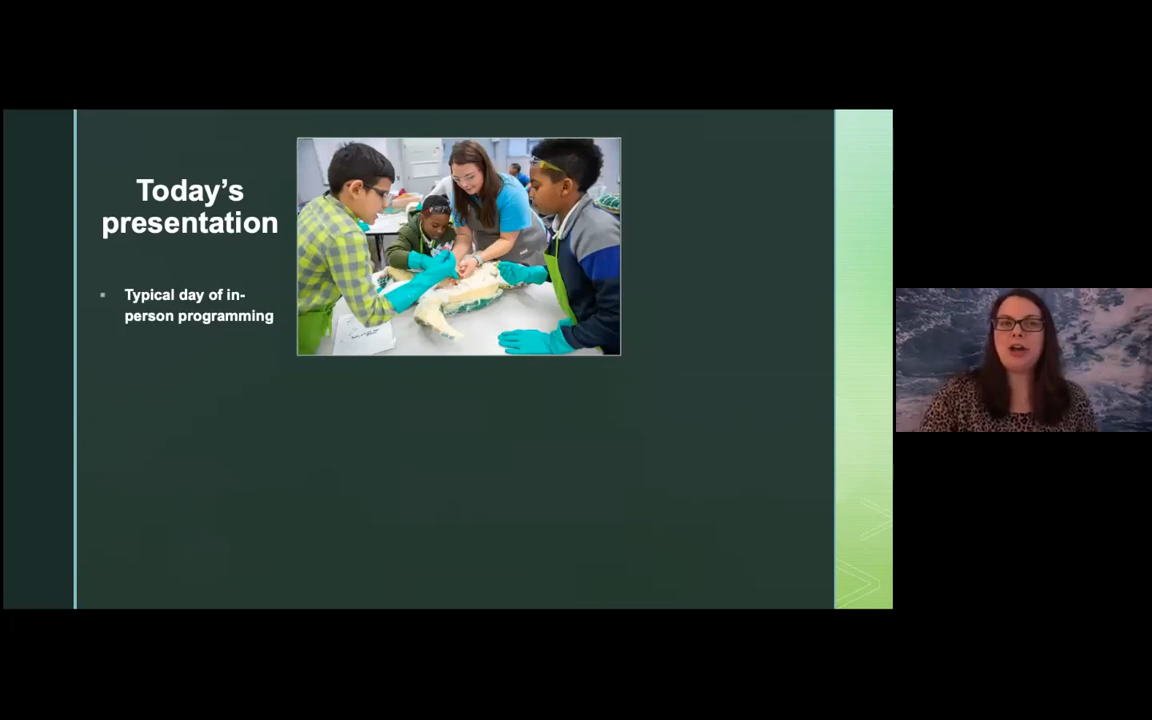 Today's
presentation
Typical day of in-
person programming